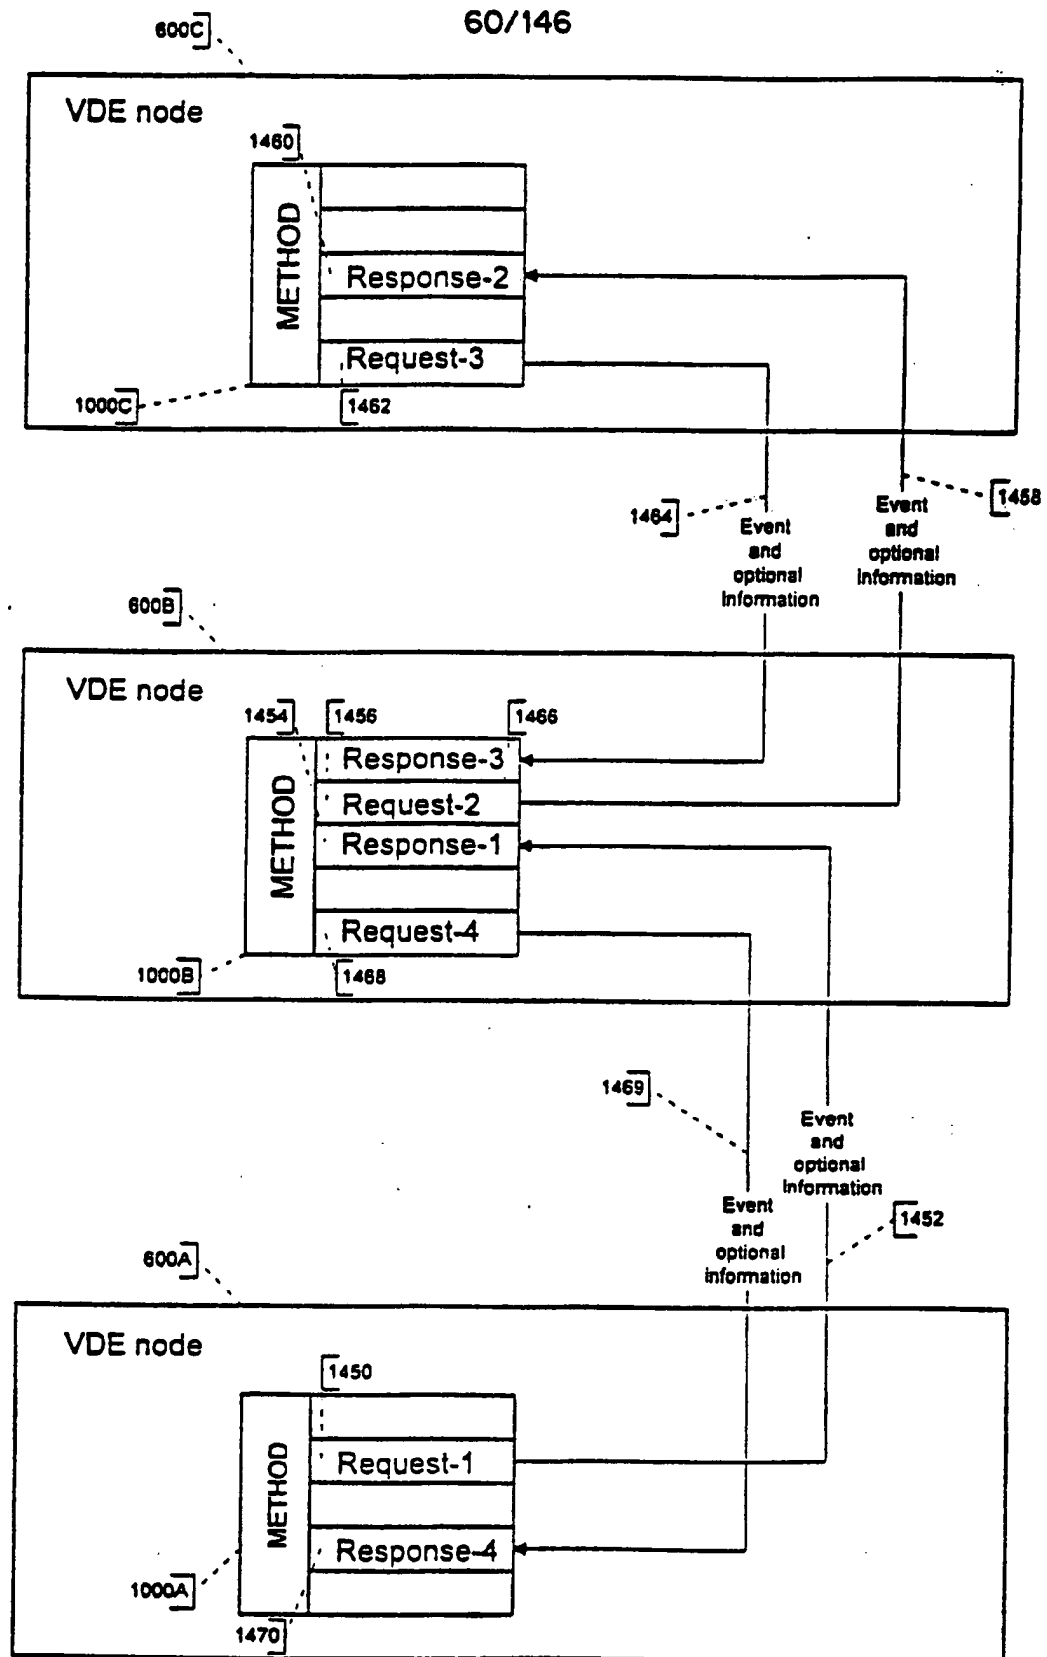 60/146
600C
VDE node
1460
METHOD
Response-2
Request-3
1000C
1462
1464
1458
Event
and
optional
information
Event
and
optional
information
600B
VDE node
1454
1456
1466
METHOD
Response-3
Request-2
Response-1
Request-4
1000B
1468
1469
Event
and
optional
information
Event
and
optional
information
1452
600A
VDE node
1450
METHOD
Request-1
Response-4
1000A
1470